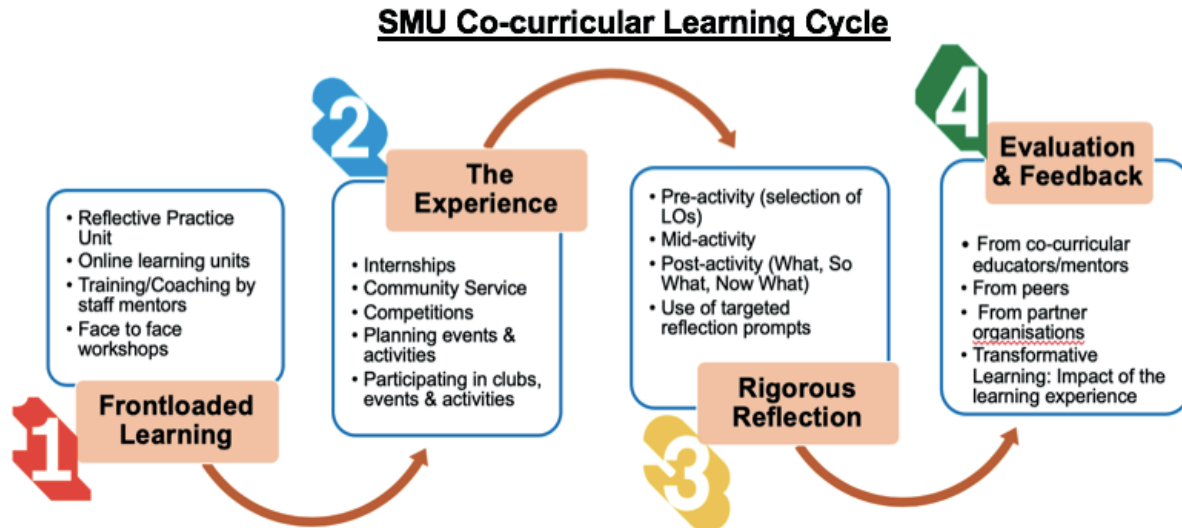 SMU Co-curricular Learning Cycle
1
• Reflective Practice
Unit
• Online learning units
• Training/Coaching by
staff mentors
• Face to face
workshops
Frontloaded
Learning
2
The
Experience
• Internships
• Community Service
• Competitions
• Planning events &
activities
• Participating in clubs,
events & activities
3
• Pre-activity (selection of
LOs)
• Mid-activity
• Post-activity (What, So
What, Now What)
• Use of targeted
reflection prompts
Rigorous
Reflection
4
Evaluation
& Feedback
• From co-curricular
educators/mentors
• From peers
• From partner
organisations
• Transformative
Learning: Impact of the
learning experience